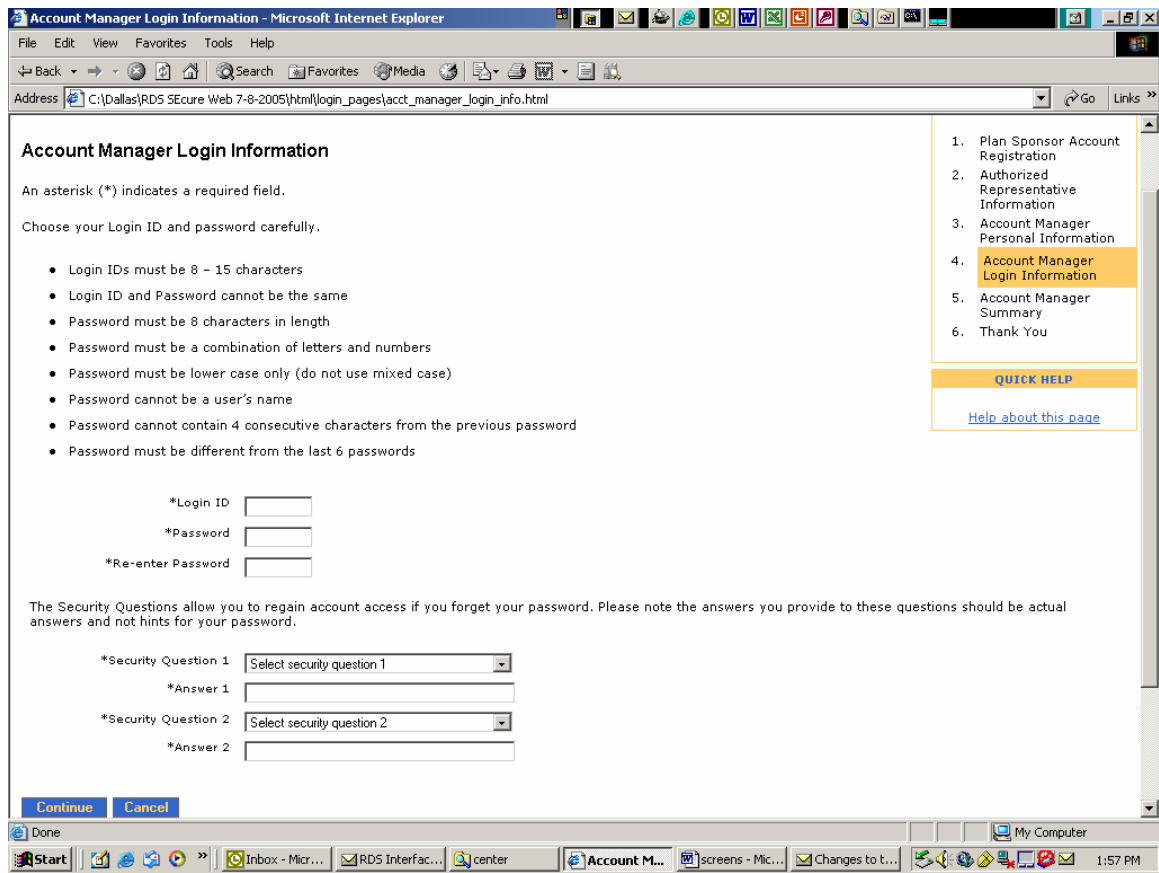 Account Manager Login Information - Microsoft Internet Explorer
File Edit View Favorites Tools Help
Back Search Favorites Media
Address C:\Dallas\RDS SEcure Web 7-8-2005\html\login_pages\acct_manager_login_info.html Go Links »
Account Manager Login Information
An asterisk (*) indicates a required field.
Choose your Login ID and password carefully.
• Login IDs must be 8 – 15 characters
• Login ID and Password cannot be the same
• Password must be 8 characters in length
• Password must be a combination of letters and numbers
• Password must be lower case only (do not use mixed case)
• Password cannot be a user's name
• Password cannot contain 4 consecutive characters from the previous password
• Password must be different from the last 6 passwords
*Login ID
*Password
*Re-enter Password
The Security Questions allow you to regain account access if you forget your password. Please note the answers you provide to these questions should be actual
answers and not hints for your password.
*Security Question 1 Select security question 1
*Answer 1
*Security Question 2 Select security question 2
*Answer 2
Continue Cancel
1. Plan Sponsor Account
Registration
2. Authorized
Representative
Information
3. Account Manager
Personal Information
4. Account Manager
Login Information
5. Account Manager
Summary
6. Thank You
QUICK HELP
Help about this page
Done My Computer
Start » Inbox - Micr... RDS Interfac... center Account M... screens - Mic... Changes to t... 1:57 PM